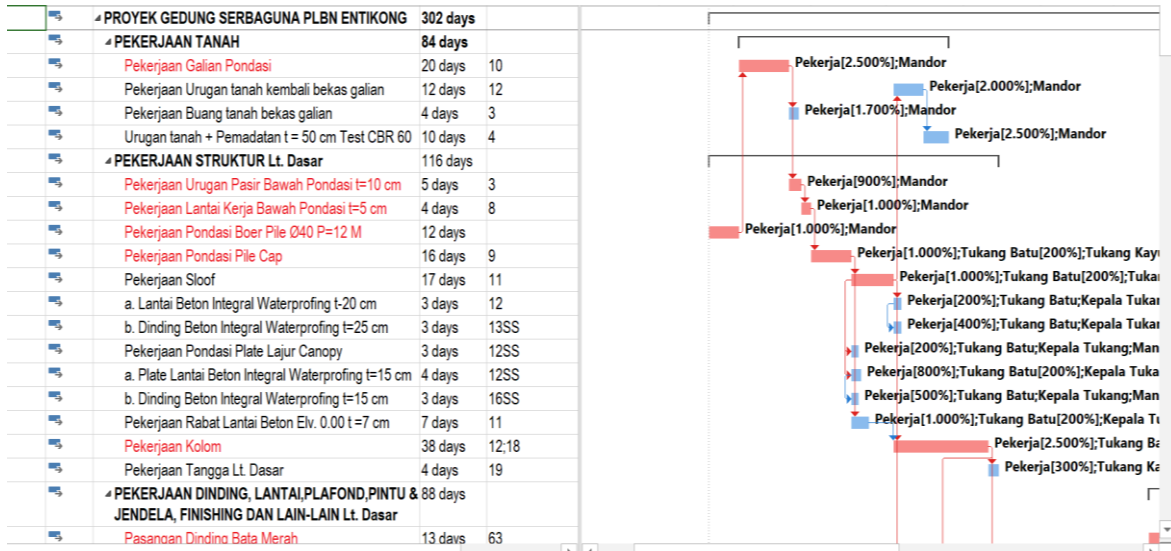 PROYEK GEDUNG SERBAGUNA PLBN ENTIKONG 302 days
PEKERJAAN TANAH 84 days
Pekerjaan Galian Pondasi 20 days 10 Pekerja[2.500%];Mandor
Pekerjaan Urugan tanah kembali bekas galian 12 days 12 Pekerja[2.000%];Mandor
Pekerjaan Buang tanah bekas galian 4 days 3 Pekerja[1.700%];Mandor
Urugan tanah + Pemadatan t = 50 cm Test CBR 60 10 days 4 Pekerja[2.500%];Mandor
PEKERJAAN STRUKTUR Lt. Dasar 116 days
Pekerjaan Urugan Pasir Bawah Pondasi t=10 cm 5 days 3 Pekerja[900%];Mandor
Pekerjaan Lantai Kerja Bawah Pondasi t=5 cm 4 days 8 Pekerja[1.000%];Mandor
Pekerjaan Pondasi Boer Pile Ø40 P=12 M 12 days Pekerja[1.000%];Mandor
Pekerjaan Pondasi Pile Cap 16 days 9 Pekerja[1.000%];Tukang Batu[200%];Tukang Kay
Pekerjaan Sloof 17 days 11 Pekerja[1.000%];Tukang Batu[200%];Tuka
a. Lantai Beton Integral Waterprofing t-20 cm 3 days 12 Pekerja[200%];Tukang Batu;Kepala Tukar
b. Dinding Beton Integral Waterprofing t=25 cm 3 days 13SS Pekerja[400%];Tukang Batu;Kepala Tukar
Pekerjaan Pondasi Plate Lajur Canopy 3 days 12SS Pekerja[200%];Tukang Batu;Kepala Tukang;Man
a. Plate Lantai Beton Integral Waterprofing t=15 cm 4 days 12SS Pekerja[800%];Tukang Batu[200%];Kepala Tuka
b. Dinding Beton Integral Waterprofing t=15 cm 3 days 16SS Pekerja[500%];Tukang Batu;Kepala Tukang;Man
Pekerjaan Rabat Lantai Beton Elv. 0.00 t =7 cm 7 days 11 Pekerja[1.000%];Tukang Batu[200%];Kepala T
Pekerjaan Kolom 38 days 12;18 Pekerja[2.500%];Tukang Ba
Pekerjaan Tangga Lt. Dasar 4 days 19 Pekerja[300%];Tukang Ka
PEKERJAAN DINDING, LANTAI,PLAFOND,PINTU & 88 days
JENDELA, FINISHING DAN LAIN-LAIN Lt. Dasar
Pasangan Dinding Bata Merah 13 days 63